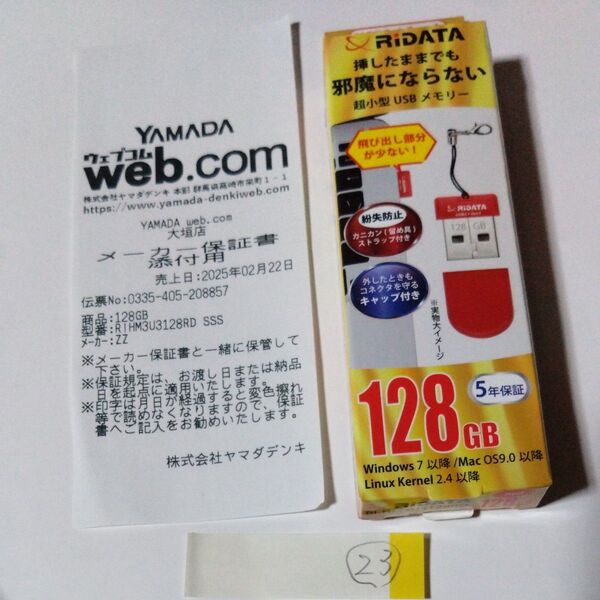 YAMADA
ウェブコム
web.com
株式会社ヤマダデンキ 本部 群馬県高崎市栄町1-1
https://www.yamada-denkiweb.com
YAMADA web.com
大垣店
メーカー保証書
添付用
売上日:2025年02月22日
伝票No:0335-405-208857
商品:128GB
型番:RIHM3U3128RD SSS
メーカー:ZZ
※メーカー保証書と一緒に保管して
下さい。
※保証規定は、お渡し日または納品
日を起点に適用いたします。
※印字は月日が経過すると変色擦れ
等で読めなくなりますので、保証
書へご記入をお勧めいたします。
株式会社ヤマダデンキ
RiDATA
挿したままでも
邪魔にならない
超小型 USB メモリー
飛び出し部分
が少ない!
紛失防止
カニカン(留め具)
ストラップ付き
RiDATA
128 GB
外したときも
コネクタを守る
キャップ付き
※実物大イメージ
128GB
5年保証
Windows 7 以降 /Mac OS9.0 以降
Linux Kernel 2.4 以降
RiDATA
23